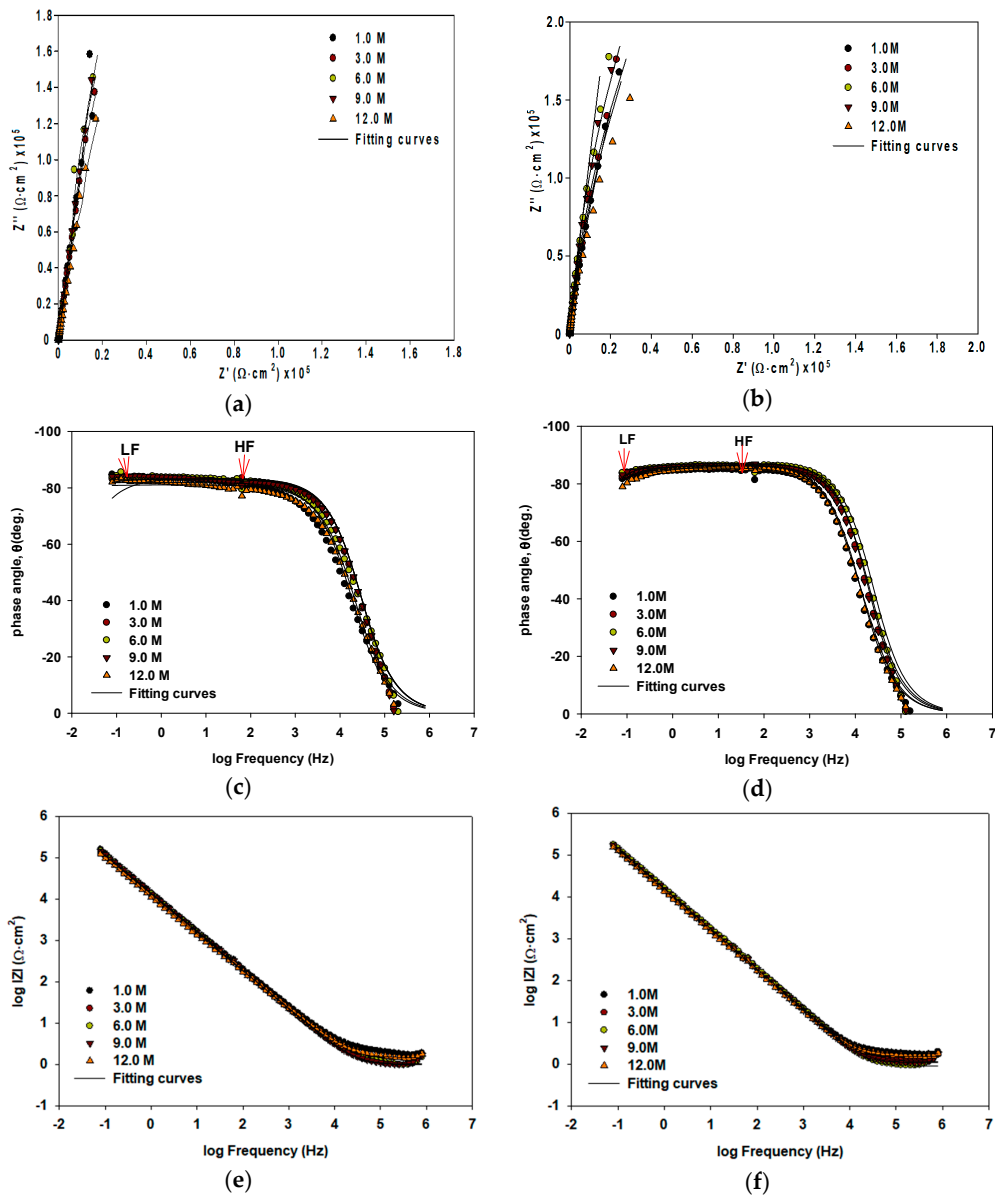 1.8
1.6
1.4
1.2
1.0
0.8
0.6
0.4
0.2
0
Z'' (Ω·cm²) x10⁵
1.0 M
3.0 M
6.0 M
9.0 M
12.0 M
Fitting curves
0 0.2 0.4 0.6 0.8 1.0 1.2 1.4 1.6 1.8
Z' (Ω·cm²) x10⁵
(a)
2.0
1.5
1.0
0.5
0
Z'' (Ω·cm²) x10⁵
1.0M
3.0M
6.0M
9.0M
12.0M
Fitting curves
0 0.2 0.4 0.6 0.8 1.0 1.2 1.4 1.6 1.8 2.0
Z' (Ω·cm²) x10⁵
(b)
-100
-80
-60
-40
-20
0
phase angle, θ(deg.)
LF
HF
1.0 M
3.0 M
6.0 M
9.0 M
12.0 M
Fitting curves
-2 -1 0 1 2 3 4 5 6 7
log Frequency (Hz)
(c)
-100
-80
-60
-40
-20
0
phase angle, θ(deg.)
LF
HF
1.0M
3.0M
6.0M
9.0M
12.0M
Fitting curves
-2 -1 0 1 2 3 4 5 6 7
log Frequency (Hz)
(d)
6
5
4
3
2
1
0
-1
log IZI (Ω·cm²)
1.0 M
3.0 M
6.0 M
9.0 M
12.0 M
Fitting curves
-2 -1 0 1 2 3 4 5 6 7
log Frequency (Hz)
(e)
6
5
4
3
2
1
0
-1
log IZI (Ω·cm²)
1.0M
3.0M
6.0M
9.0M
12.0M
Fitting curves
-2 -1 0 1 2 3 4 5 6 7
log Frequency (Hz)
(f)